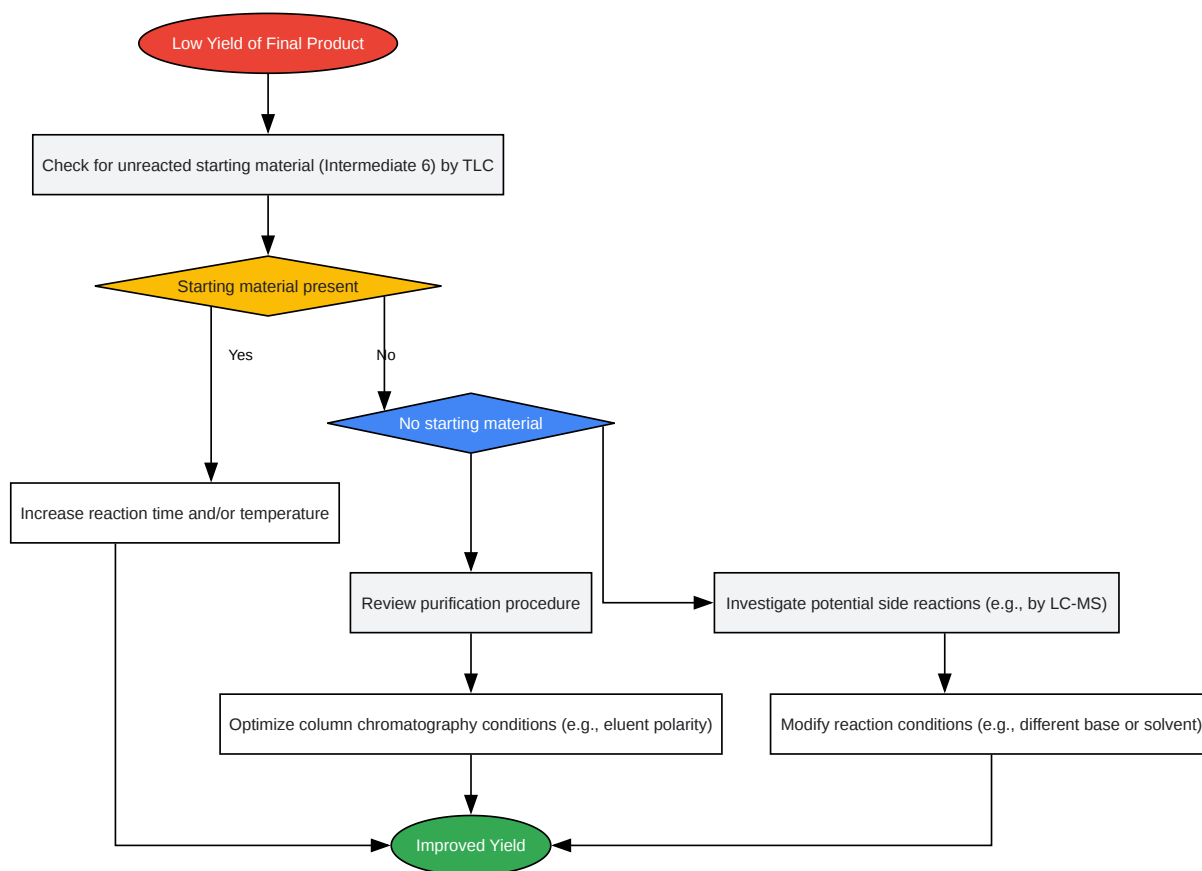 Low Yield of Final Product
Check for unreacted starting material (Intermediate 6) by TLC
Starting material present
Yes
No
No starting material
Increase reaction time and/or temperature
Review purification procedure
Investigate potential side reactions (e.g., by LC-MS)
Optimize column chromatography conditions (e.g., eluent polarity)
Modify reaction conditions (e.g., different base or solvent)
Improved Yield